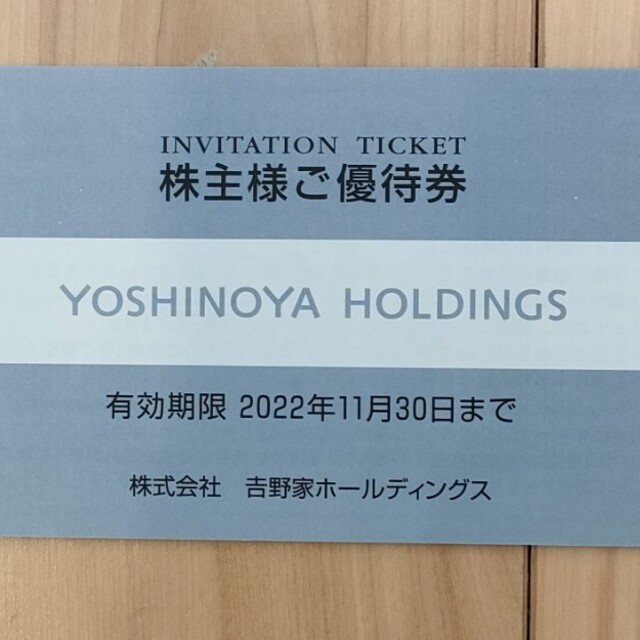 INVITATION TICKET
株主様ご優待券
YOSHINOYA HOLDINGS
有効期限 2022年11月30日まで
株式会社 𠮷野家ホールディングス